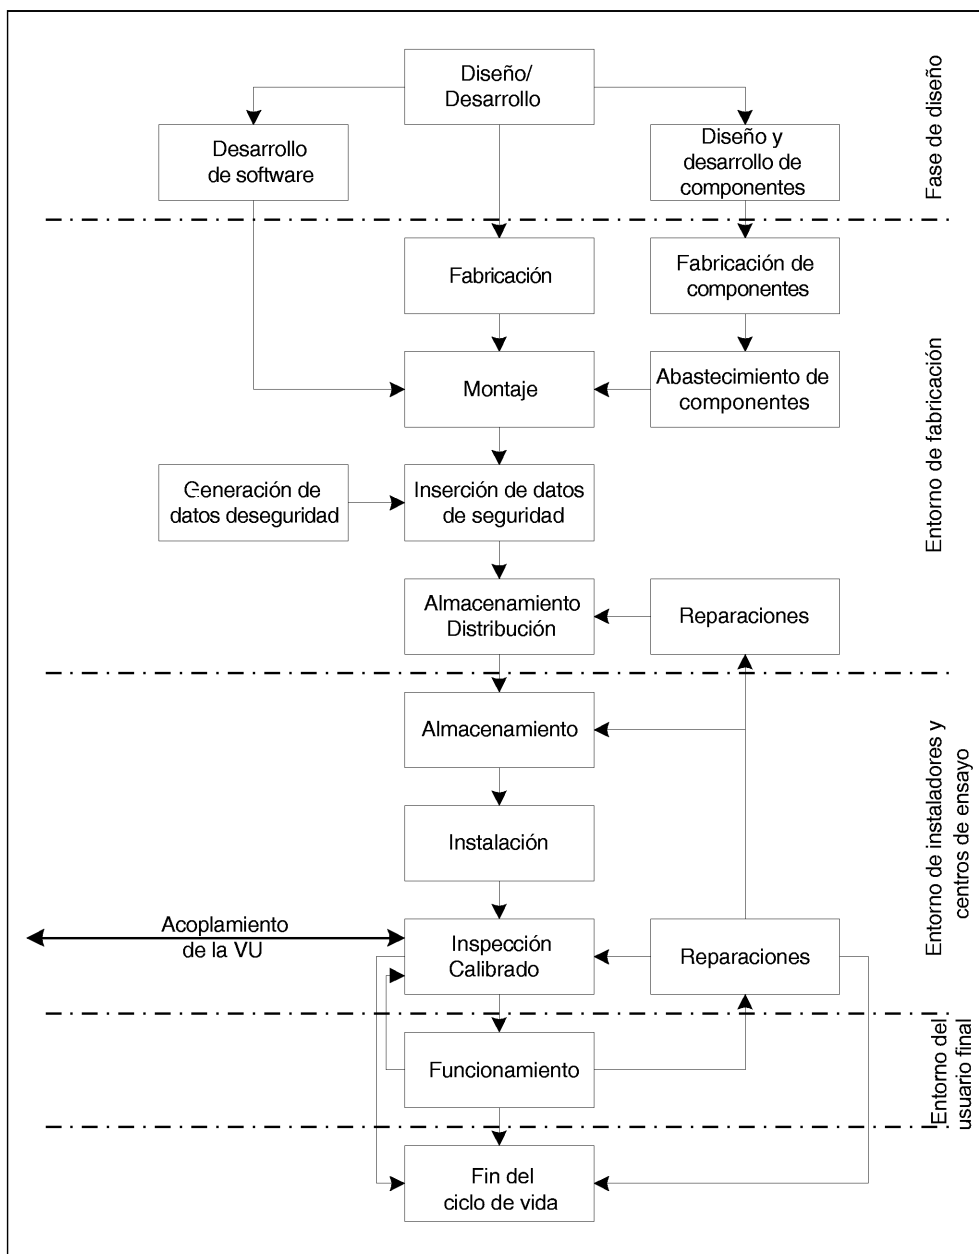 Diseño/
Desarrollo
Desarrollo
de software
Diseño y
desarrollo de
componentes
Fase de diseño
Fabricación
Fabricación de
componentes
Montaje
Abastecimiento de
componentes
Generación de
datos deseguridad
Inserción de datos
de seguridad
Almacenamiento
Distribución
Reparaciones
Entorno de fabricación
Almacenamiento
Instalación
Acoplamiento
de la VU
Inspección
Calibrado
Reparaciones
Entorno de instaladores y
centros de ensayo
Funcionamiento
Entorno del
usuario final
Fin del
ciclo de vida